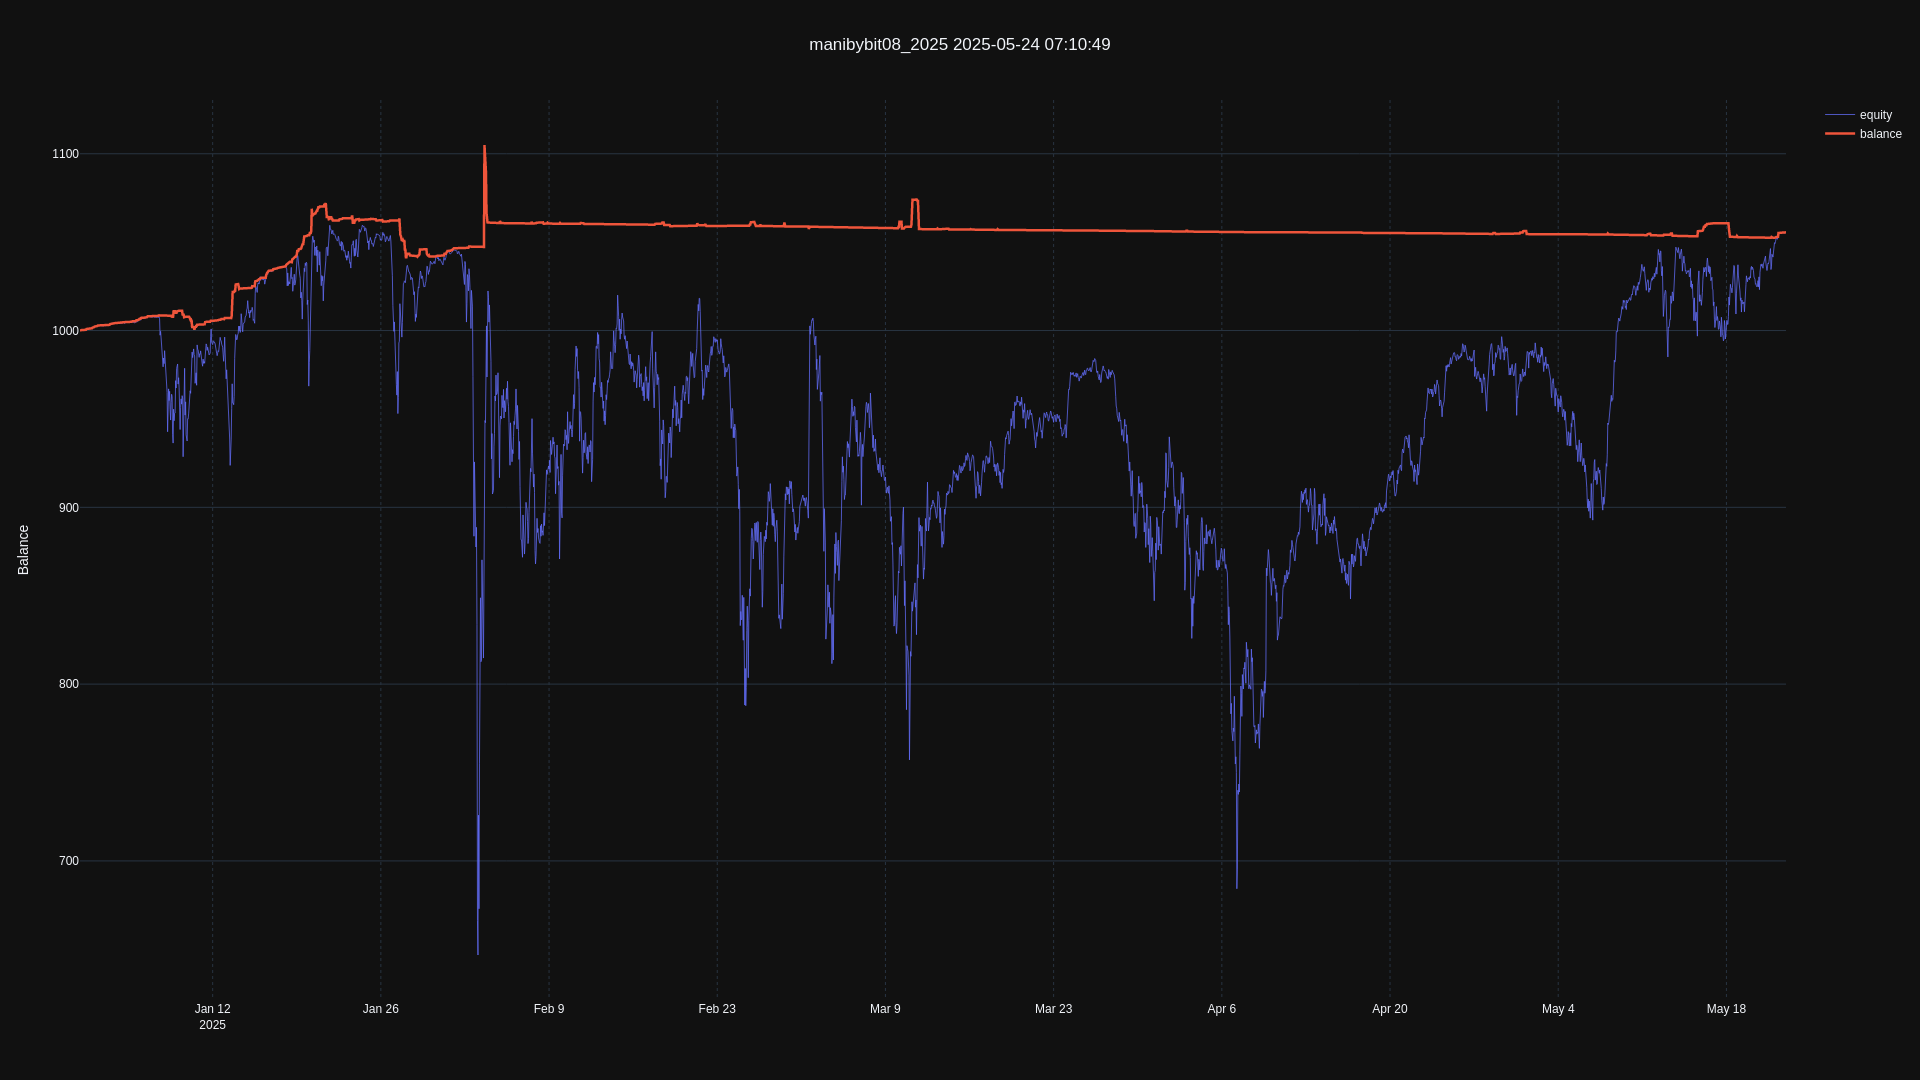 manibybit08_2025 2025-05-24 07:10:49
equity
balance
1100
1000
900
800
700
Balance
Jan 12
2025
Jan 26
Feb 9
Feb 23
Mar 9
Mar 23
Apr 6
Apr 20
May 4
May 18